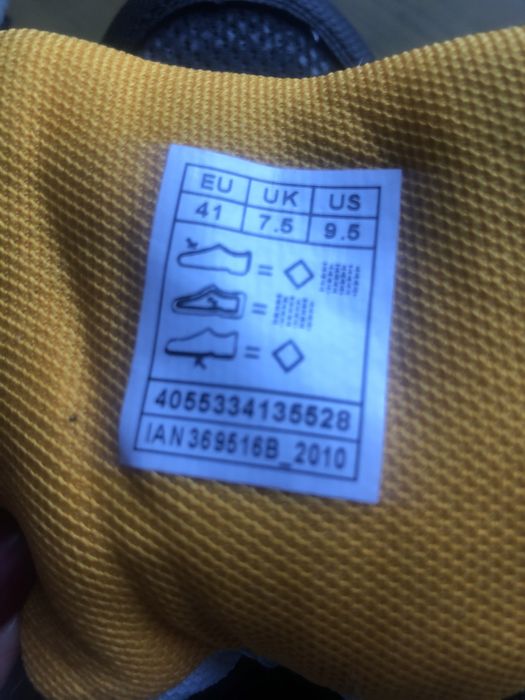 EU UK US
41 7.5 9.5
=
=
=
4055334135528
IAN 369516B_2010